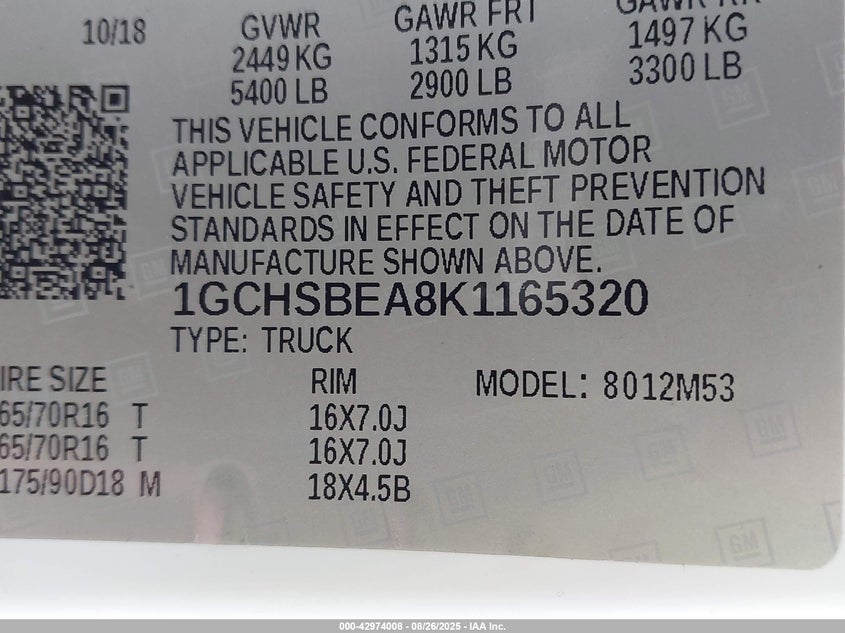 10/18 GVWR GAWR FRT GAWR RR
2449 KG 1315 KG 1497 KG
5400 LB 2900 LB 3300 LB
THIS VEHICLE CONFORMS TO ALL
APPLICABLE U.S. FEDERAL MOTOR
VEHICLE SAFETY AND THEFT PREVENTION
STANDARDS IN EFFECT ON THE DATE OF
MANUFACTURE SHOWN ABOVE.
1GCHSBEA8K1165320
TYPE: TRUCK
IRE SIZE RIM MODEL: 8012M53
65/70R16 T 16X7.0J
65/70R16 T 16X7.0J
175/90D18 M 18X4.5B
GM
000-42974008 - 08/26/2025 - IAA Inc.